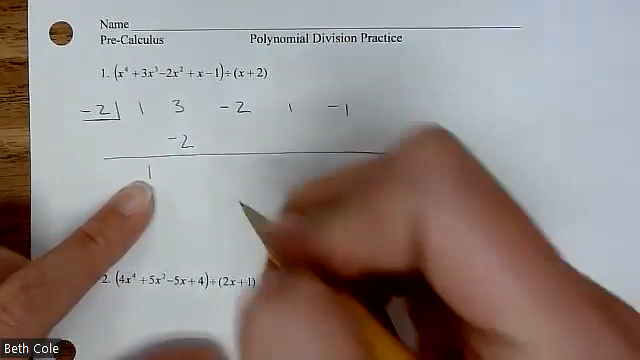 Name
Pre-Calculus Polynomial Division Practice
1. (x⁴ + 3x³ − 2x² + x − 1) ÷ (x + 2)
-2| 1 3 -2 1 -1
-2
1
2. (4x⁴ + 5x² − 5x + 4) ÷ (2x + 1)
Beth Cole